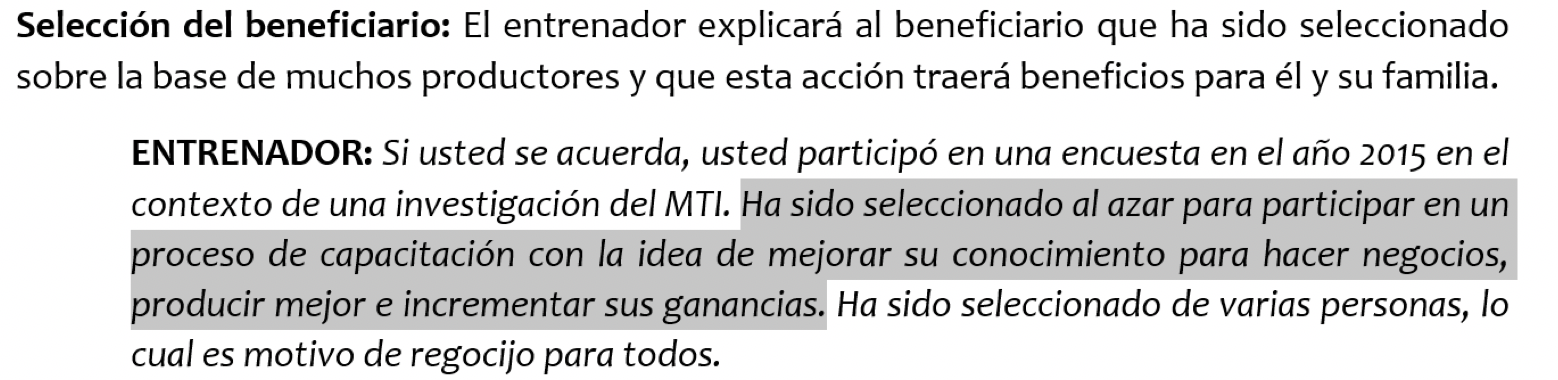 Selección del beneficiario: El entrenador explicará al beneficiario que ha sido seleccionado
sobre la base de muchos productores y que esta acción traerá beneficios para él y su familia.
ENTRENADOR: Si usted se acuerda, usted participó en una encuesta en el año 2015 en el
contexto de una investigación del MTI. Ha sido seleccionado al azar para participar en un
proceso de capacitación con la idea de mejorar su conocimiento para hacer negocios,
producir mejor e incrementar sus ganancias. Ha sido seleccionado de varias personas, lo
cual es motivo de regocijo para todos.